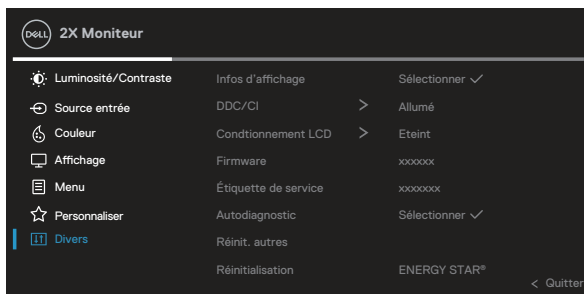 DELL 2X Moniteur
Luminosité/Contraste Infos d'affichage Sélectionner ✓
Source entrée DDC/CI > Allumé
Couleur Condtionnement LCD > Eteint
Affichage Firmware xxxxxx
Menu Étiquette de service xxxxxxx
Personnaliser Autodiagnostic Sélectionner ✓
Divers Réinit. autres
Réinitialisation ENERGY STAR®
< Quitter